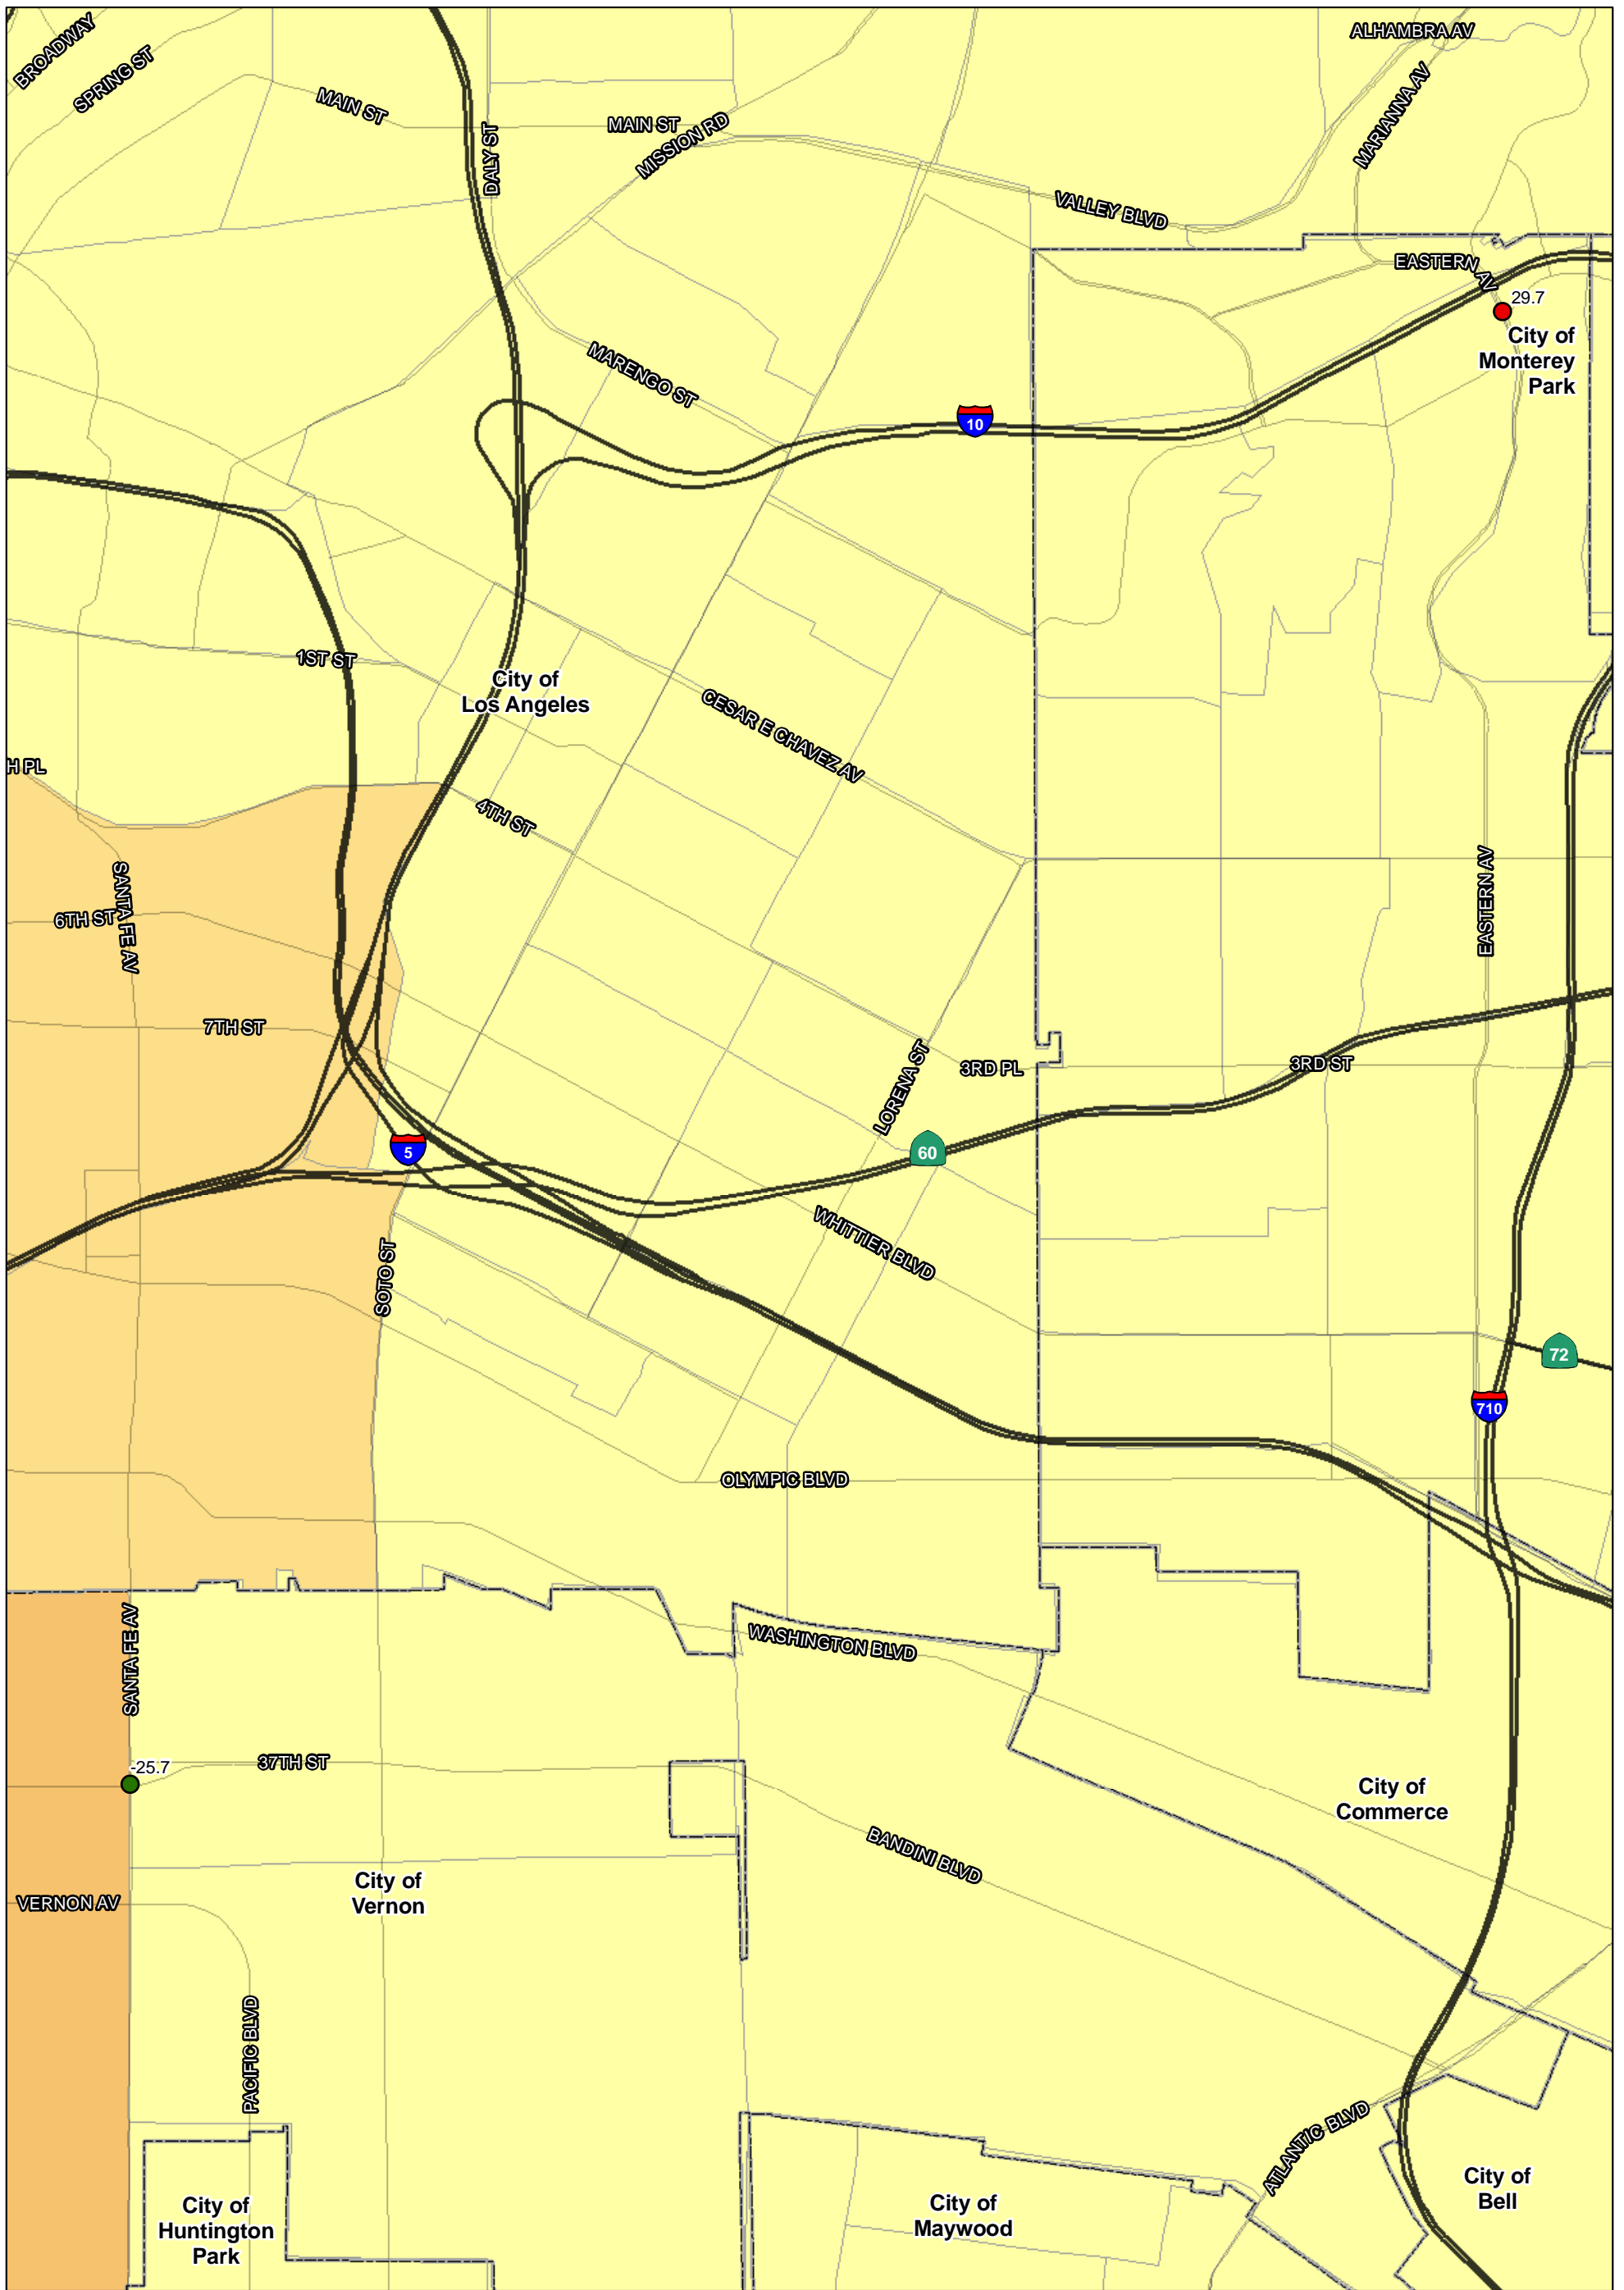 BROADWAY
SPRING ST
MAIN ST
DALY ST
MAIN ST
MISSION RD
ALHAMBRA AV
MARIANNA AV
VALLEY BLVD
EASTERN AV
29.7
City of
Monterey
Park
MARENGO ST
10
1ST ST
City of
Los Angeles
CESAR E CHAVEZ AV
H PL
4TH ST
SANTA FE AV
6TH ST
EASTERN AV
7TH ST
LORENA ST
3RD PL
3RD ST
5
60
WHITTIER BLVD
SOTO ST
72
710
OLYMPIC BLVD
SANTA FE AV
WASHINGTON BLVD
-25.7
37TH ST
City of
Commerce
BANDINI BLVD
City of
Vernon
VERNON AV
PACIFIC BLVD
ATLANTIC BLVD
City of
Bell
City of
Huntington
Park
City of
Maywood